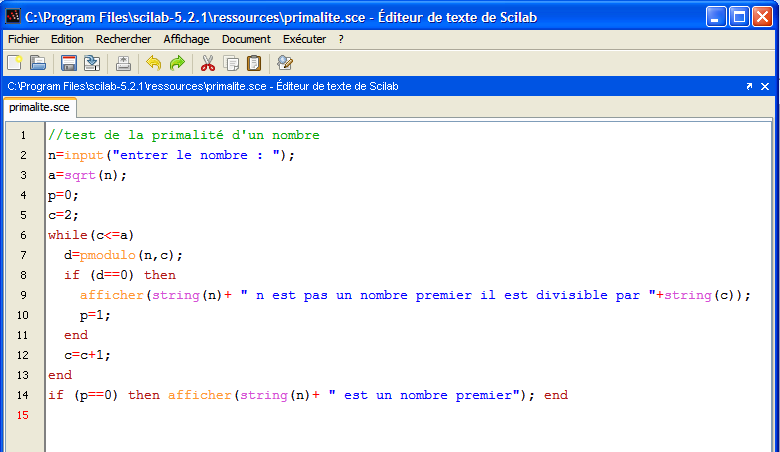 C:\Program Files\scilab-5.2.1\ressources\primalite.sce - Éditeur de texte de Scilab
Fichier Edition Rechercher Affichage Document Exécuter ?
C:\Program Files\scilab-5.2.1\ressources\primalite.sce - Éditeur de texte de Scilab
primalite.sce
1 //test de la primalité d'un nombre
2 n=input("entrer le nombre : ");
3 a=sqrt(n);
4 p=0;
5 c=2;
6 while(c<=a)
7   d=pmodulo(n,c);
8   if (d==0) then
9     afficher(string(n)+ " n est pas un nombre premier il est divisible par "+string(c));
10     p=1;
11   end
12   c=c+1;
13 end
14 if (p==0) then afficher(string(n)+ " est un nombre premier"); end
15